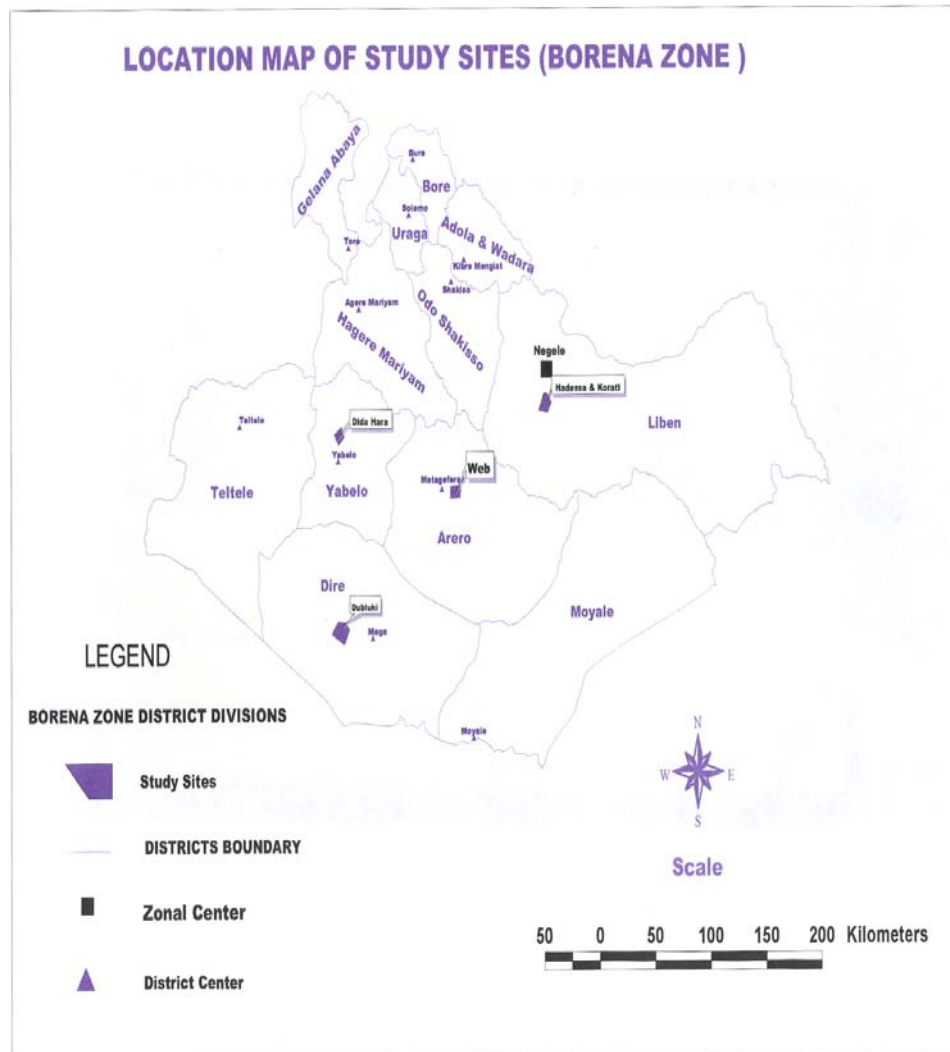 LOCATION MAP OF STUDY SITES (BORENA ZONE )
Gelana Abaya
Bure
Bore
Solemo
Uraga
Adola & Wadara
Tore
Kibre Mengist
Shakiso
Agere Mariyam
Odo Shakisso
Hagere Mariyam
Negele
Hadessa & Korati
Liben
Teltele
Dida Hara
Yabelo
Web
Metagefera
Teltele
Yabelo
Arero
Dire
Dubluki
Mega
Moyale
Moyale
LEGEND
BORENA ZONE DISTRICT DIVISIONS
Study Sites
DISTRICTS BOUNDARY
Zonal Center
District Center
N
W
E
S
Scale
50 0 50 100 150 200 Kilometers